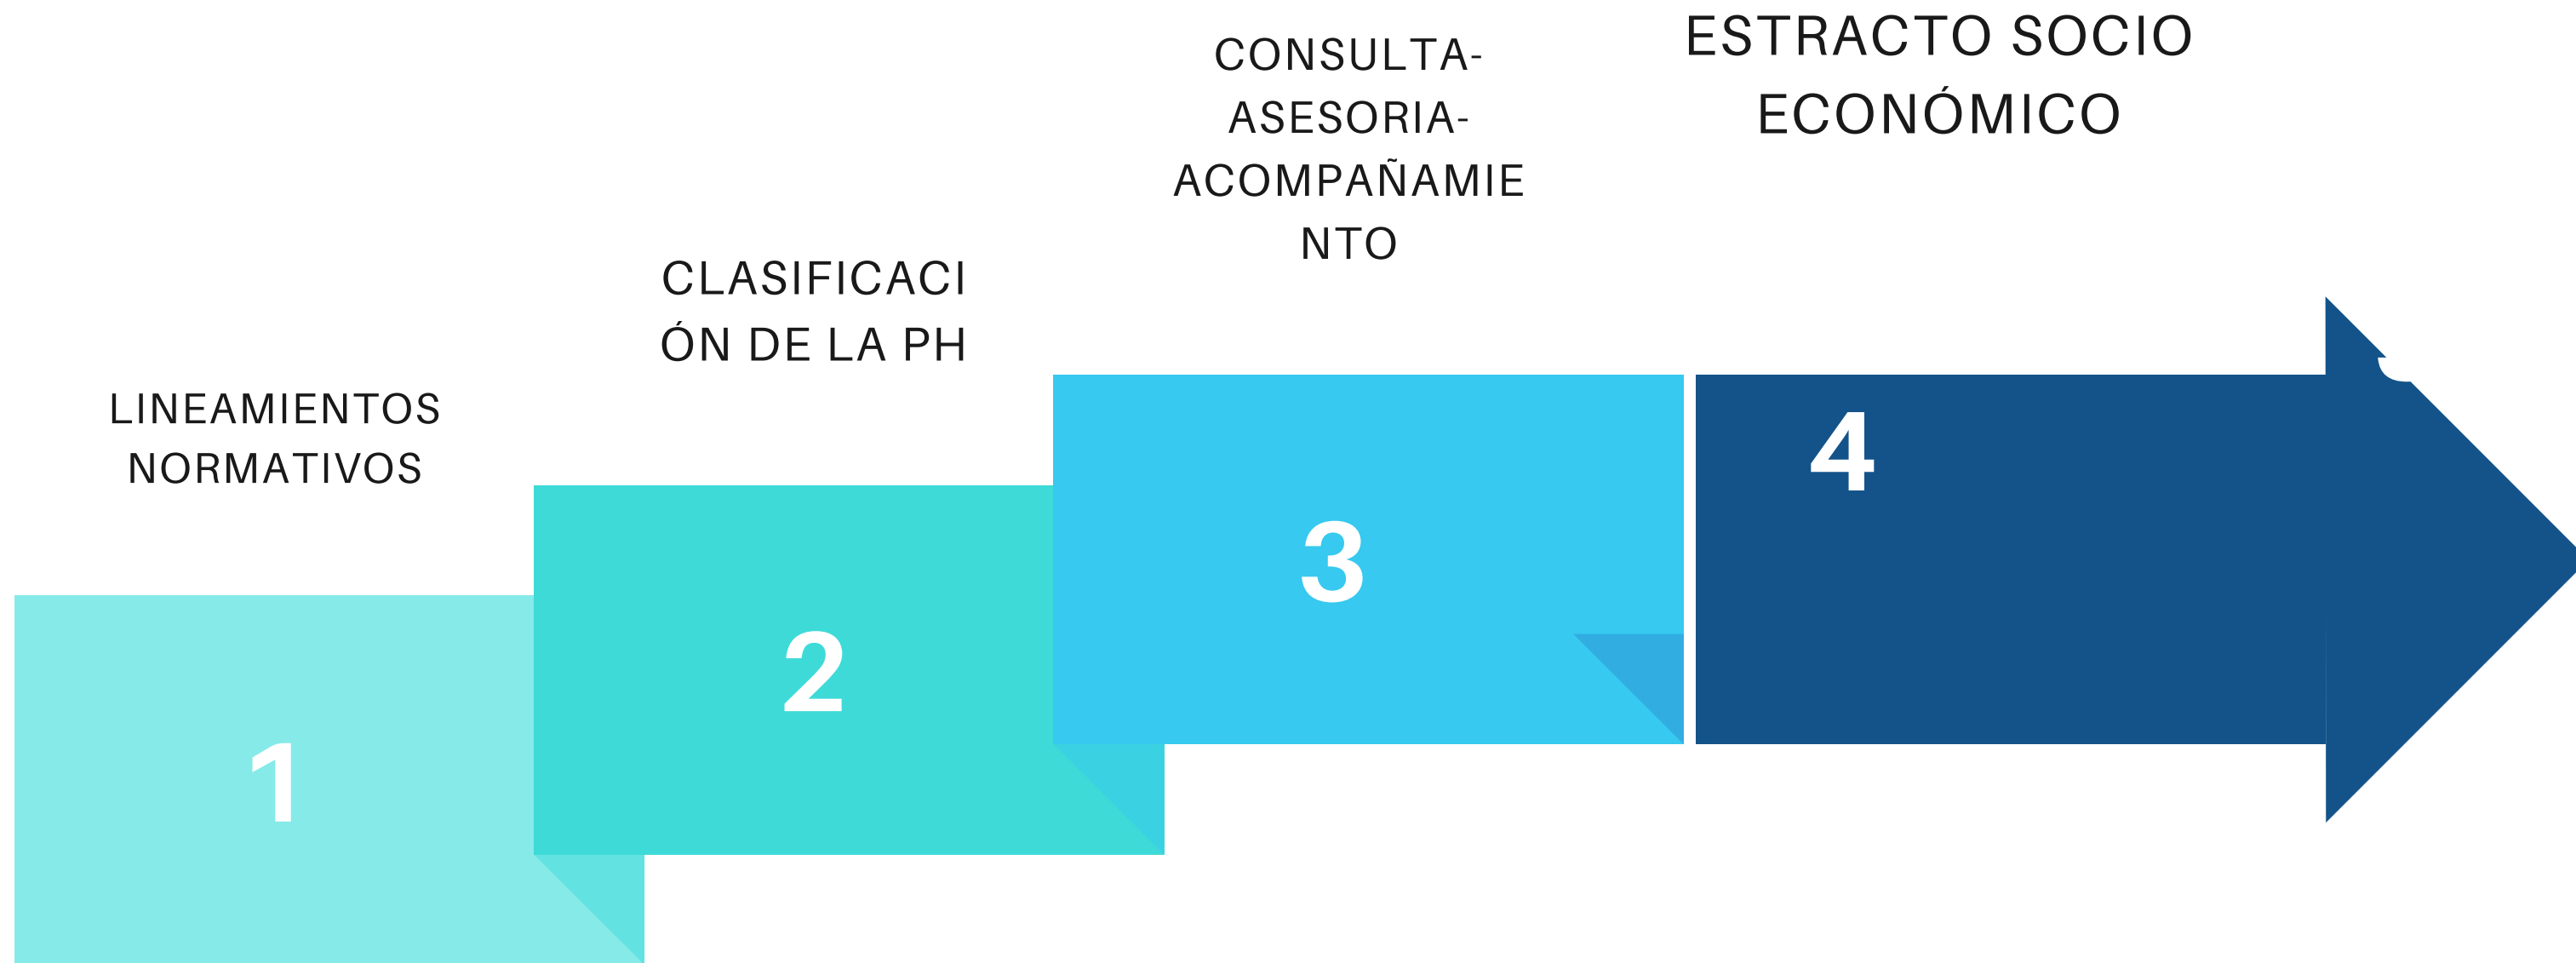 LINEAMIENTOS
NORMATIVOS
1
CLASIFICACI
ÓN DE LA PH
2
CONSULTA-
ASESORIA-
ACOMPAÑAMIE
NTO
3
ESTRACTO SOCIO
ECONÓMICO
4